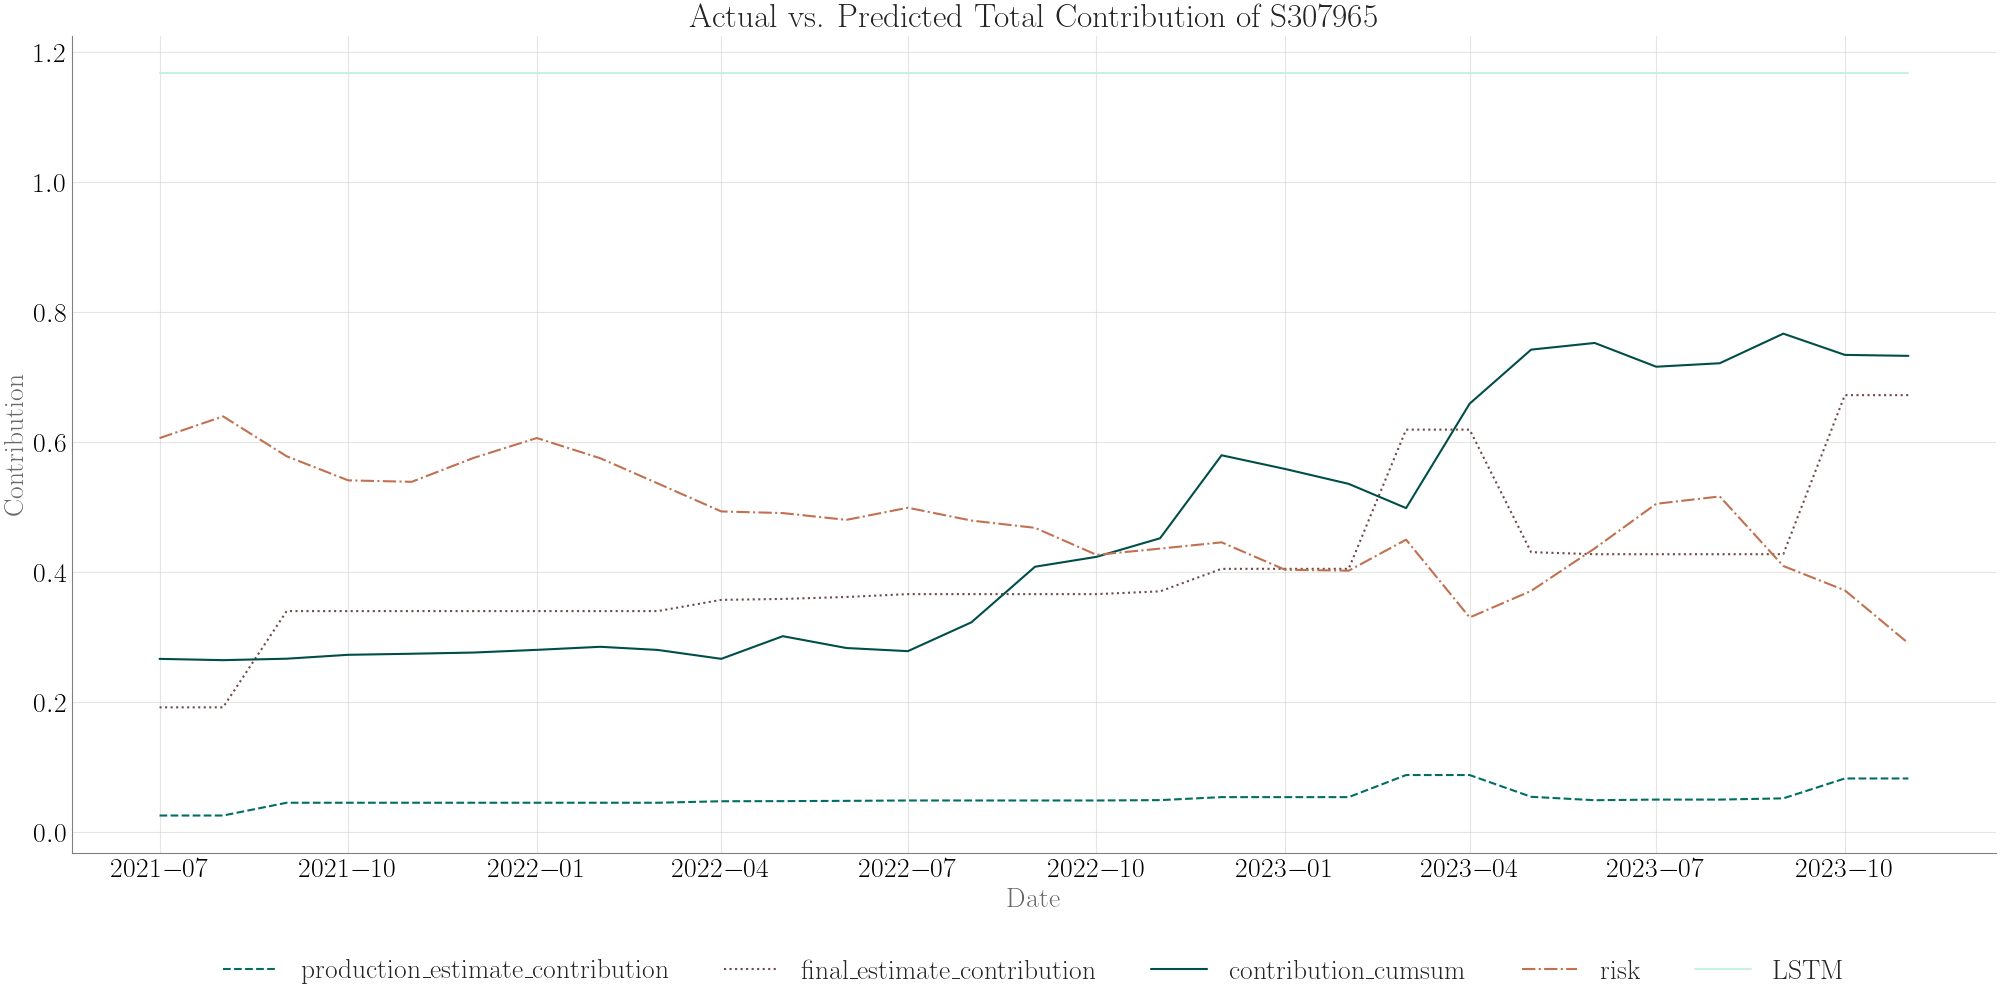 Actual vs. Predicted Total Contribution of S307965
1.2
1.0
0.8
0.6
0.4
0.2
0.0
Contribution
2021−07 2021−10 2022−01 2022−04 2022−07 2022−10 2023−01 2023−04 2023−07 2023−10
Date
production_estimate_contribution final_estimate_contribution contribution_cumsum risk LSTM